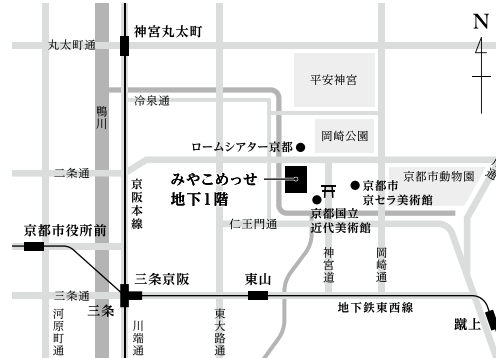 N
神宮丸太町
丸太町通
平安神宮
冷泉通
鴨川
岡崎公園
ロームシアター京都
二条通
京阪本線
みやこめっせ
地下1階
京都市動物園
京都市
京セラ美術館
京都国立
近代美術館
仁王門通
京都市役所前
神宮道
岡崎通
三条京阪
東山
三条通
三条
地下鉄東西線
蹴上
河原町通
川端通
東大路通